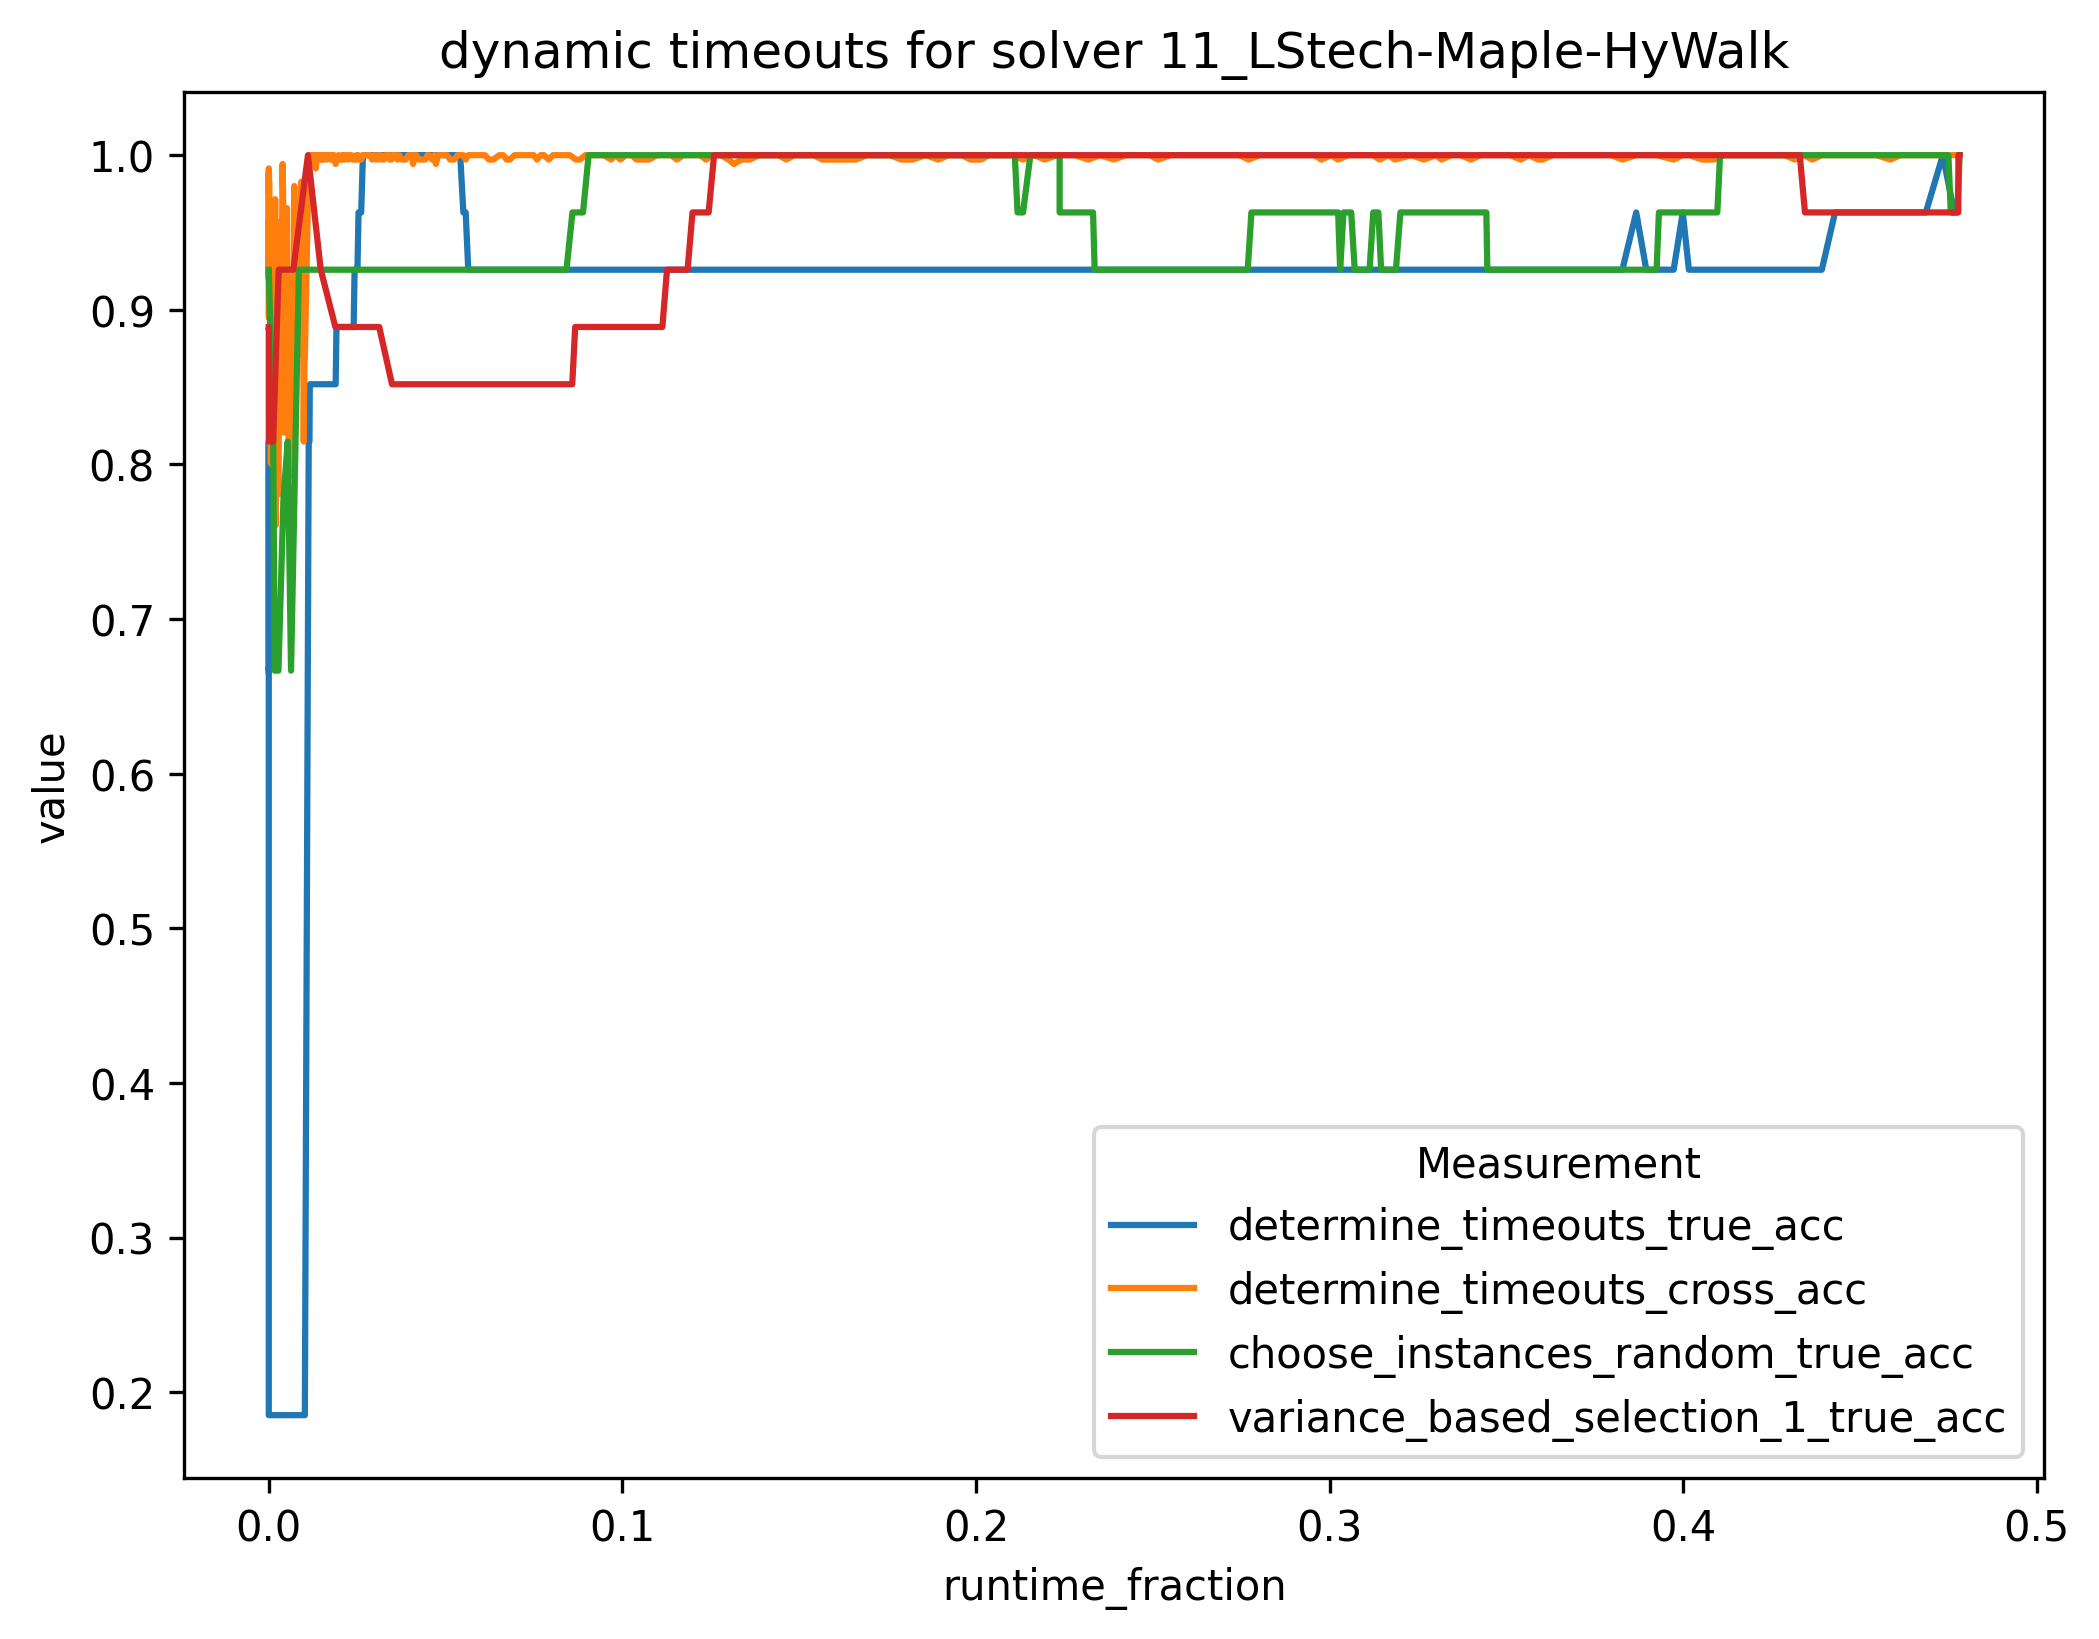 dynamic timeouts for solver 11_LStech-Maple-HyWalk
value
1.0
0.9
0.8
0.7
0.6
0.5
0.4
0.3
0.2
Measurement
determine_timeouts_true_acc
determine_timeouts_cross_acc
choose_instances_random_true_acc
variance_based_selection_1_true_acc
0.0 0.1 0.2 0.3 0.4 0.5
runtime_fraction